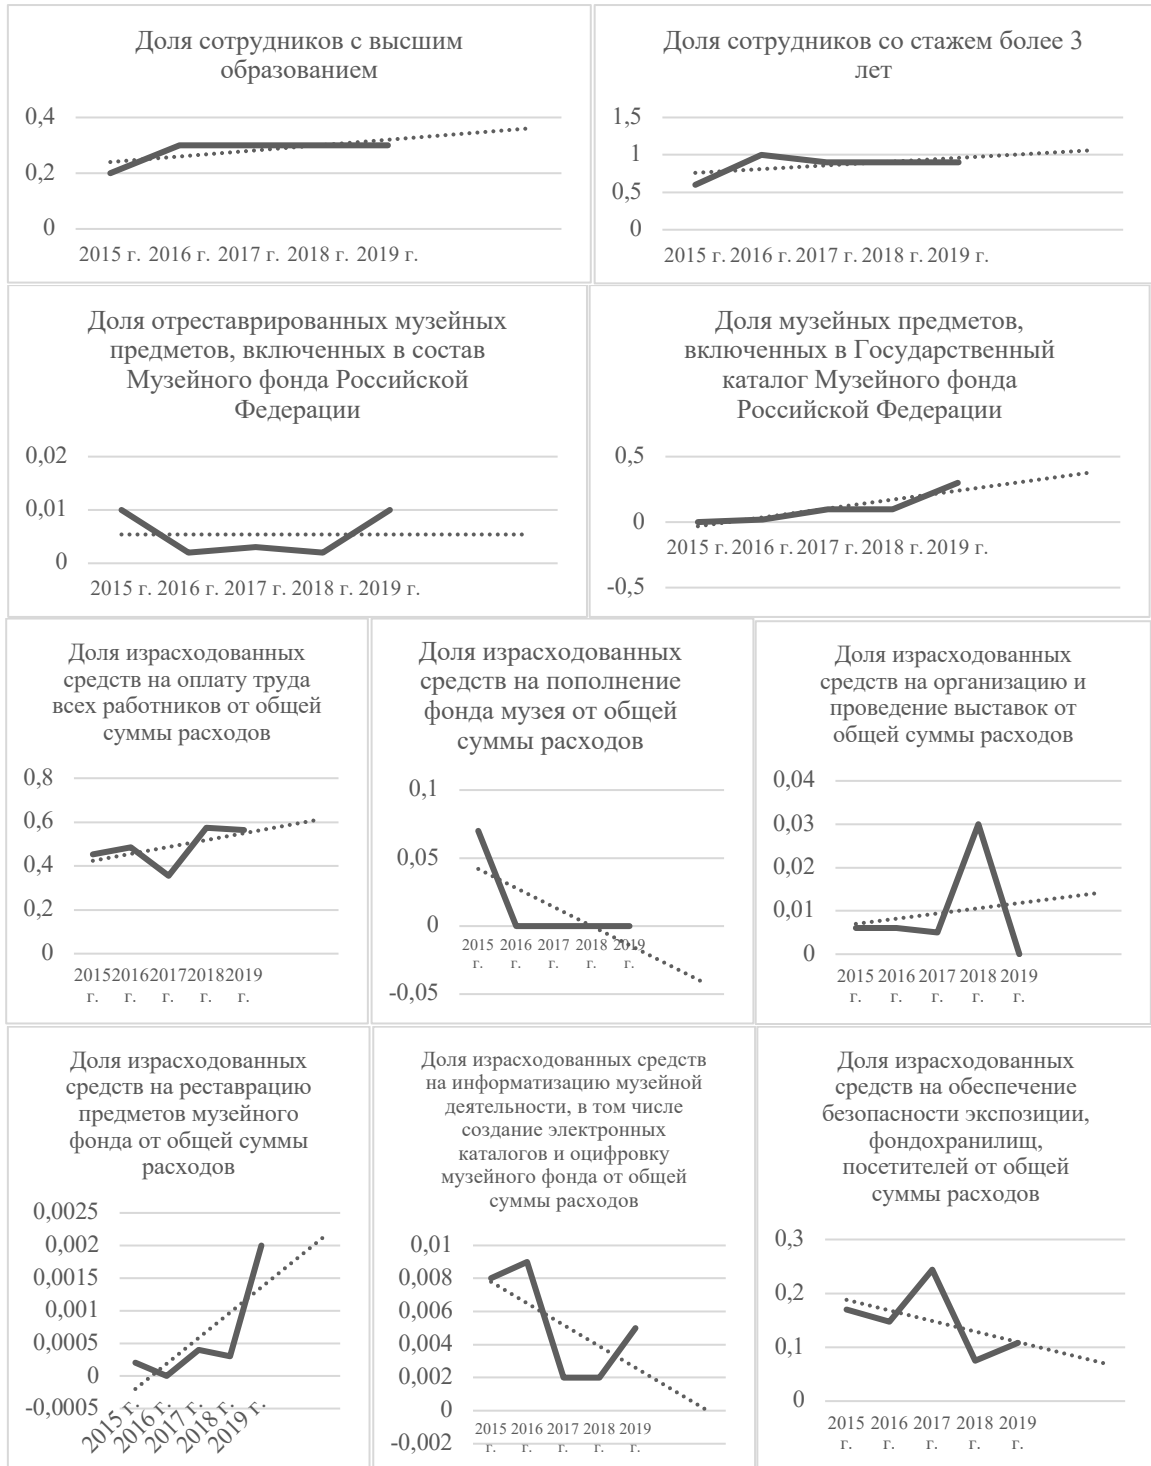 Доля сотрудников с высшим
образованием
0,4
0,2
0
2015 г. 2016 г. 2017 г. 2018 г. 2019 г.
Доля сотрудников со стажем более 3
лет
1,5
1
0,5
0
2015 г. 2016 г. 2017 г. 2018 г. 2019 г.
Доля отреставрированных музейных
предметов, включенных в состав
Музейного фонда Российской
Федерации
0,02
0,01
0
2015 г. 2016 г. 2017 г. 2018 г. 2019 г.
Доля музейных предметов,
включенных в Государственный
каталог Музейного фонда
Российской Федерации
0,5
0
2015 г. 2016 г. 2017 г. 2018 г. 2019 г.
-0,5
Доля израсходованных
средств на оплату труда
всех работников от общей
суммы расходов
0,8
0,6
0,4
0,2
0
2015 2016 2017 2018 2019
г. г. г. г. г.
Доля израсходованных
средств на пополнение
фонда музея от общей
суммы расходов
0,1
0,05
0
2015 2016 2017 2018 2019
г. г. г. г. г.
-0,05
Доля израсходованных
средств на организацию и
проведение выставок от
общей суммы расходов
0,04
0,03
0,02
0,01
0
2015 2016 2017 2018 2019
г. г. г. г. г.
Доля израсходованных
средств на реставрацию
предметов музейного
фонда от общей суммы
расходов
0,0025
0,002
0,0015
0,001
0,0005
0
-0,0005
2015 г. 2016 г. 2017 г. 2018 г. 2019 г.
Доля израсходованных средств
на информатизацию музейной
деятельности, в том числе
создание электронных
каталогов и оцифровку
музейного фонда от общей
суммы расходов
0,01
0,008
0,006
0,004
0,002
0
2015 2016 2017 2018 2019
-0,002
г. г. г. г. г.
Доля израсходованных
средств на обеспечение
безопасности экспозиции,
фондохранилищ,
посетителей от общей
суммы расходов
0,3
0,2
0,1
0
2015 2016 2017 2018 2019
г. г. г. г. г.